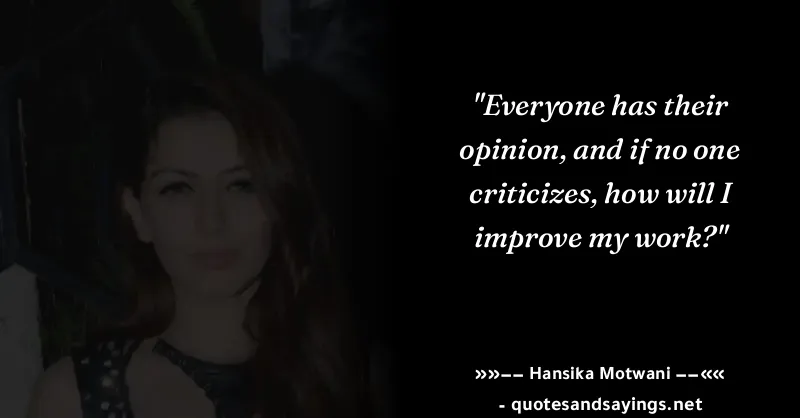 "Everyone has their
opinion, and if no one
criticizes, how will I
improve my work?"
»»−− Hansika Motwani −−««
- quotesandsayings.net